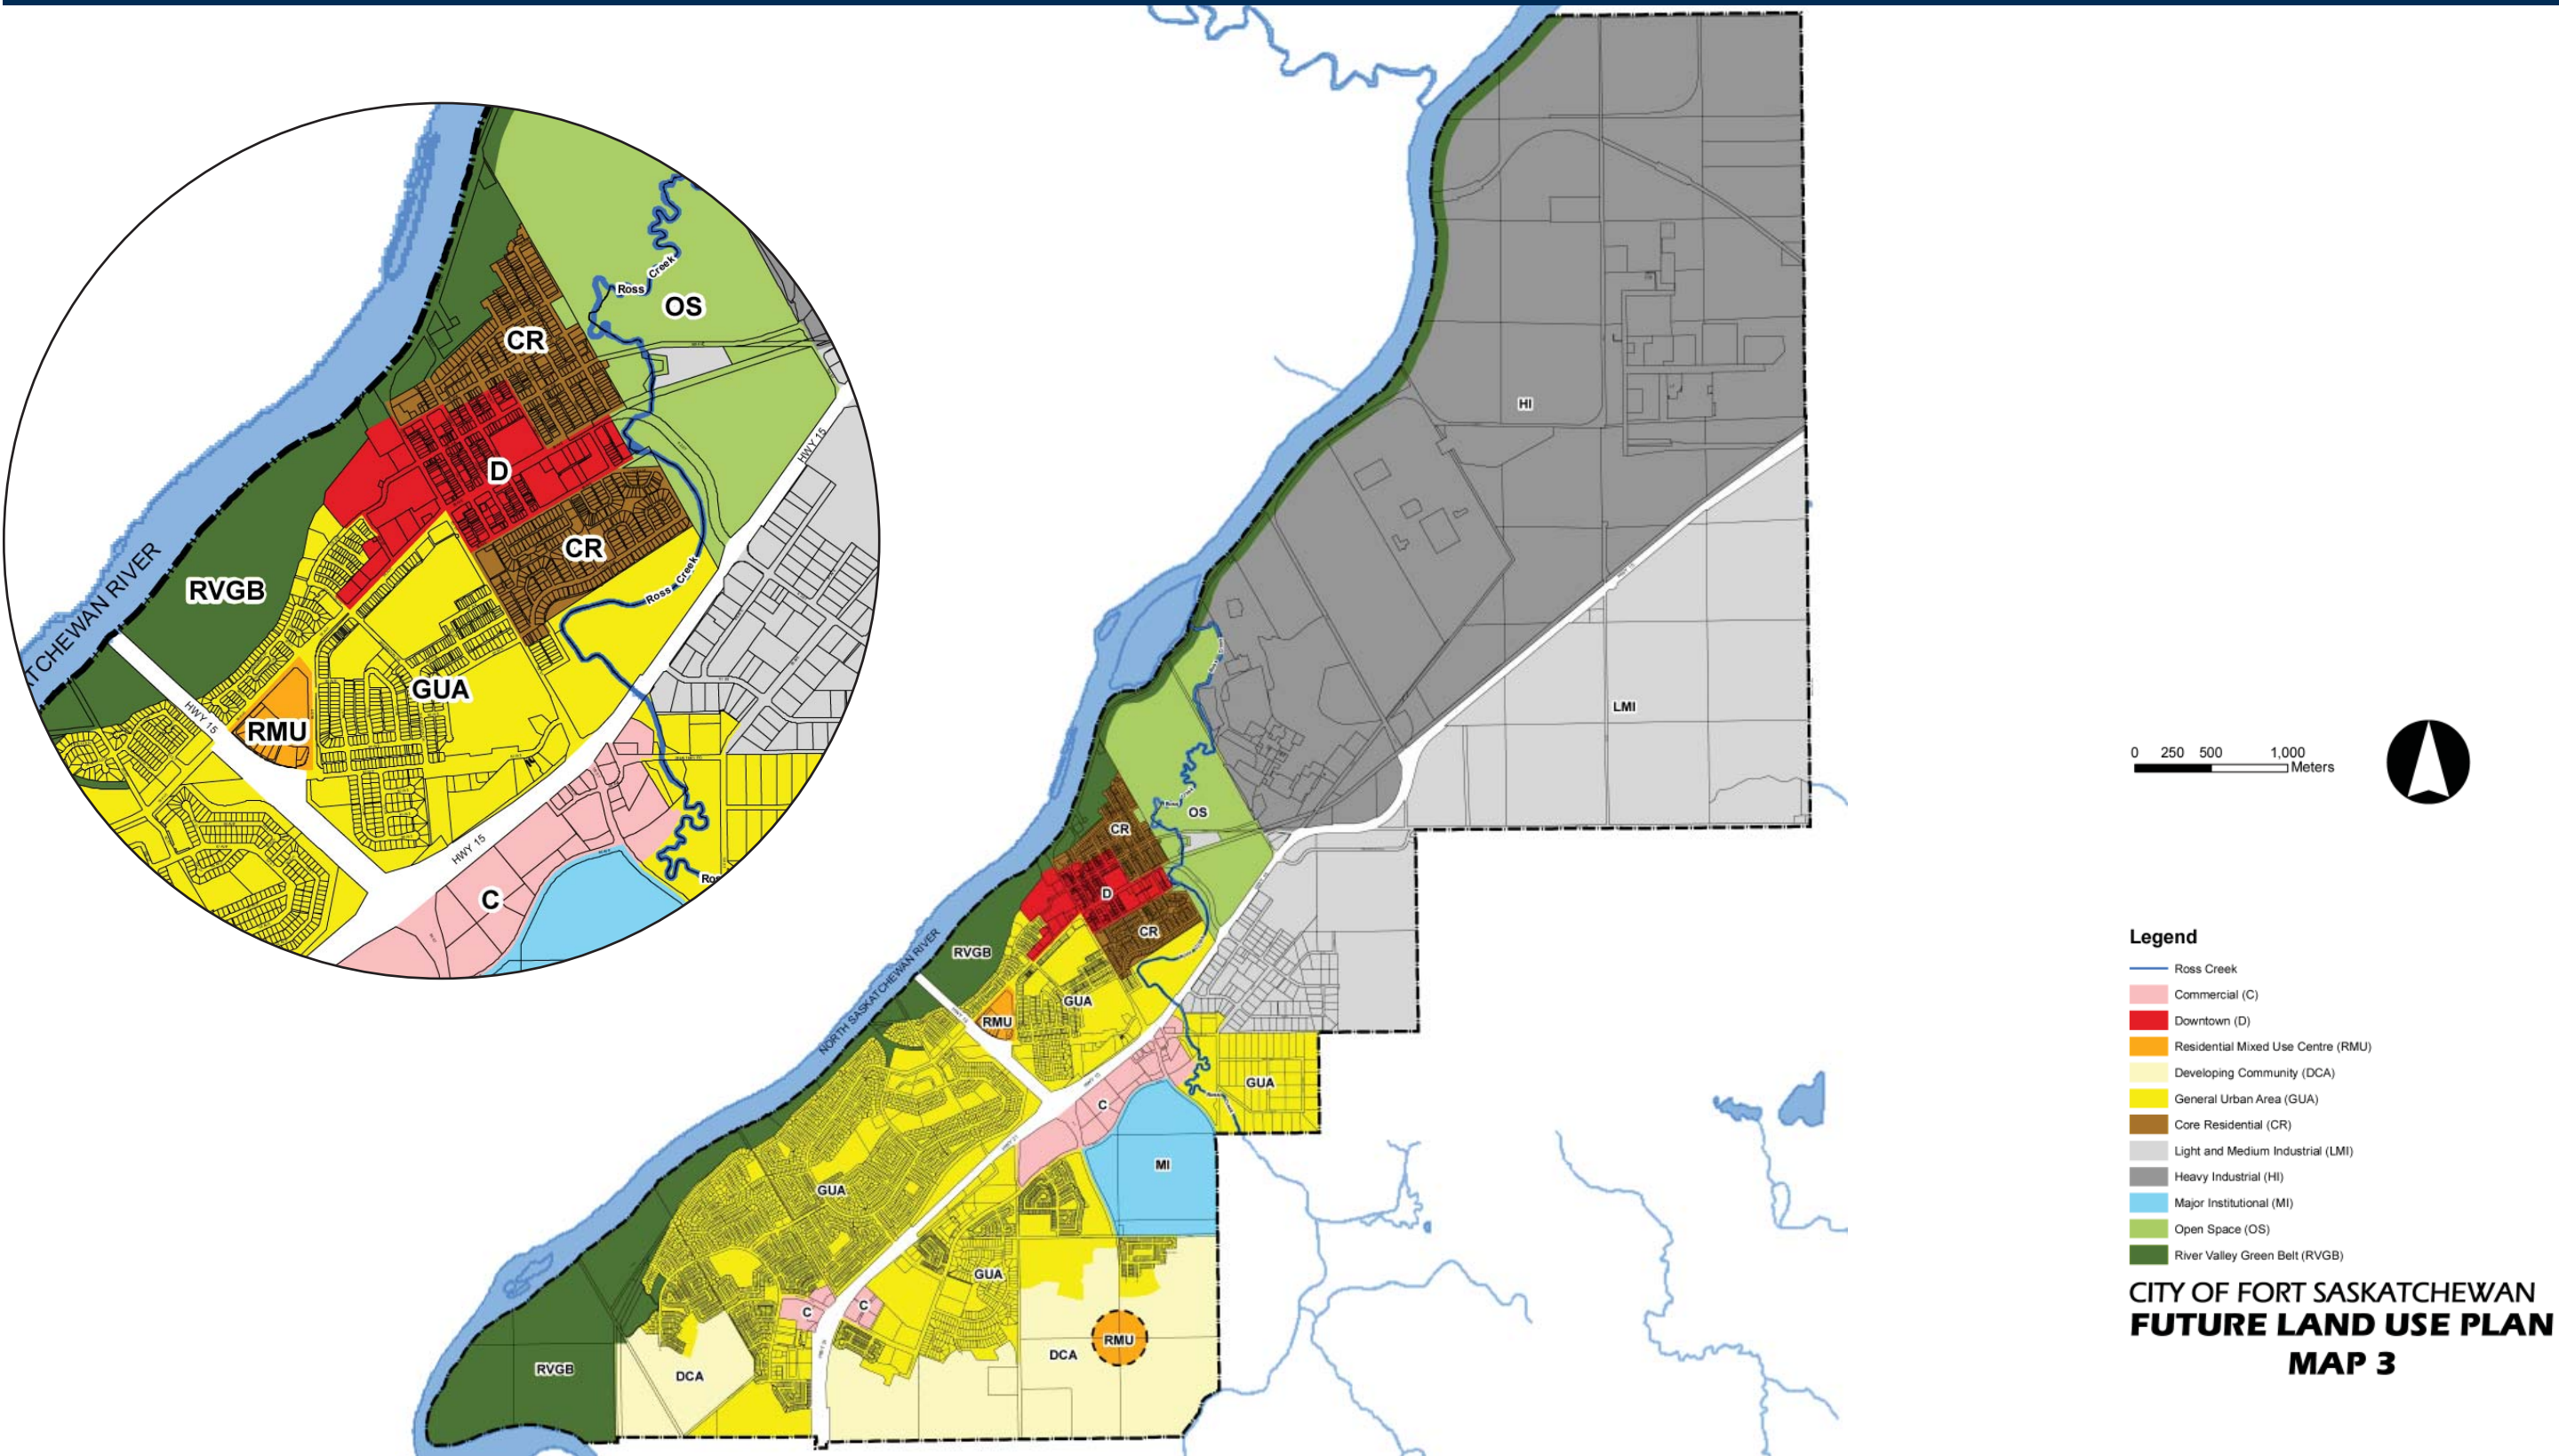 Ross Creek
OS
CR
HWY 15
D
CR
Ross Creek
RVGB
TCHEWAN RIVER
GUA
HWY 15
RMU
HWY 15
C
Ros
HI
LMI
OS
CR
D
CR
RVGB
NORTH SASKATCHEWAN RIVER
GUA
RMU
HWY 15
GUA
C
MI
GUA
GUA
C
C
RMU
DCA
RVGB
DCA
0 250 500 1,000
Meters
Legend
Ross Creek
Commercial (C)
Downtown (D)
Residential Mixed Use Centre (RMU)
Developing Community (DCA)
General Urban Area (GUA)
Core Residential (CR)
Light and Medium Industrial (LMI)
Heavy Industrial (HI)
Major Institutional (MI)
Open Space (OS)
River Valley Green Belt (RVGB)
CITY OF FORT SASKATCHEWAN
FUTURE LAND USE PLAN
MAP 3